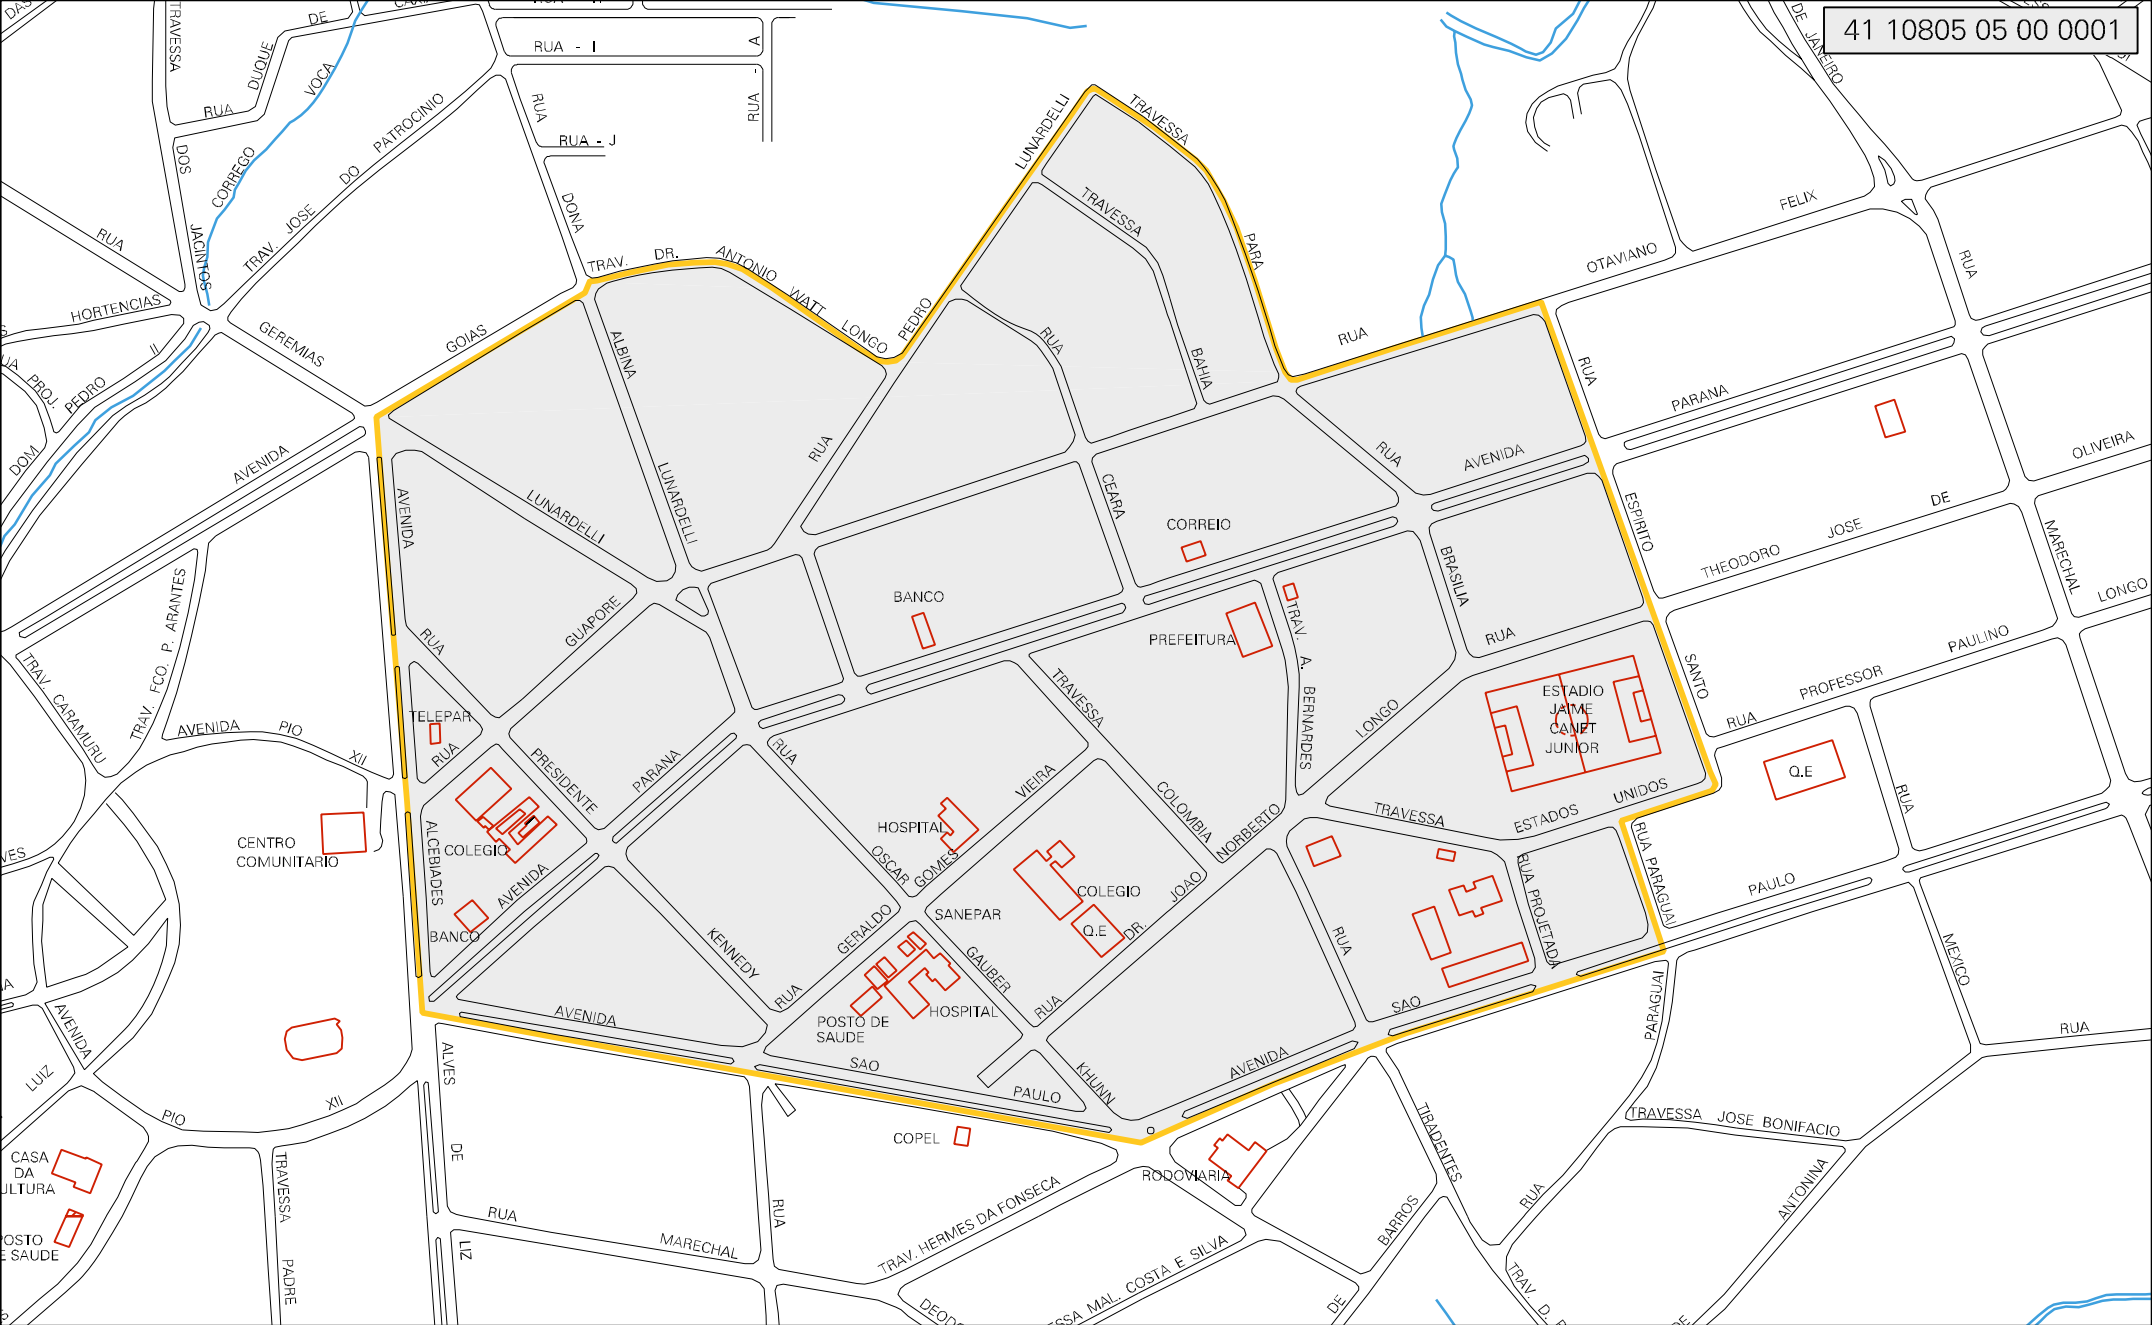 41 10805 05 00 0001
TRAVESSA
DOS
JACINTOS
RUA
DUQUE
DE
CORREGO
VOCA
RUA
HORTENCIAS
TRAV. JOSE DO PATROCINIO
GEREMIAS
LUNARDELLI
DOM
PEDRO
II
PROJ.
RUA - I
RUA - J
RUA - A
RUA
DONA
ALBINA
LUNARDELLI
AVENIDA
GOIAS
TRAV. DR. ANTONIO WATT LONGO
RUA
PEDRO
LUNARDELLI
TRAVESSA
PARA
TRAVESSA
BAHIA
RUA
CEARA
RUA
OTAVIANO
FELIX
DE JANEIRO
RUA
RUA
ESPIRITO
SANTO
AVENIDA
PARANA
RUA
BRASILIA
RUA
THEODORO
JOSE
DE
OLIVEIRA
MARECHAL
LONGO
RUA
PROFESSOR
PAULINO
CORREIO
BANCO
PREFEITURA
TRAV. A. BERNARDES
TRAVESSA
COLOMBIA
RUA
DR.
JOAO
NORBERTO
LONGO
ESTADIO
JAIME
CANET
JUNIOR
TRAVESSA
ESTADOS
UNIDOS
Q.E
RUA
MEXICO
RUA PARAGUAI
PARAGUAI
RUA PROJETADA
RUA
TIRADENTES
AVENIDA
SAO
PAULO
AVENIDA
ALCEBIADES
ALVES
DE
LIZ
RUA
GUAPORE
RUA
PRESIDENTE
KENNEDY
TELEPAR
COLEGIO
BANCO
AVENIDA
PARANA
RUA
OSCAR
GAUBER
KHUNN
RUA
GERALDO
GOMES
VIEIRA
HOSPITAL
SANEPAR
COLEGIO
Q.E
HOSPITAL
POSTO DE
SAUDE
AVENIDA
SAO
PAULO
TRAV. FCO. P. ARANTES
TRAV. CARAMURU
AVENIDA
PIO
XII
CENTRO
COMUNITARIO
AVENIDA
PIO
XII
LUIZ
CASA
DA
TRAVESSA
PADRE
RUA
MARECHAL
RUA
COPEL
TRAV. HERMES DA FONSECA
RODOVIARIA
MAL. COSTA E SILVA
DE
BARROS
RUA
TRAVESSA JOSE BONIFACIO
ANTONINA
RUA
TRAV. D.
DE